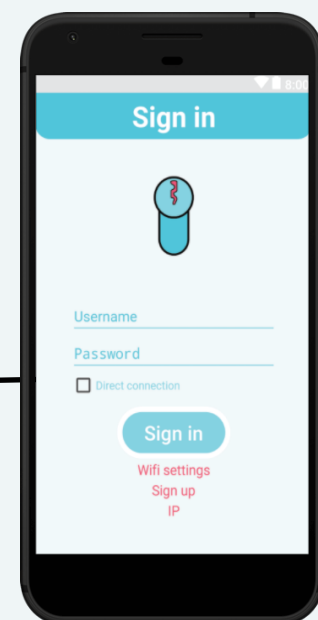 8:00
Sign in
Username
Password
Direct connection
Sign in
Wifi settings
Sign up
IP